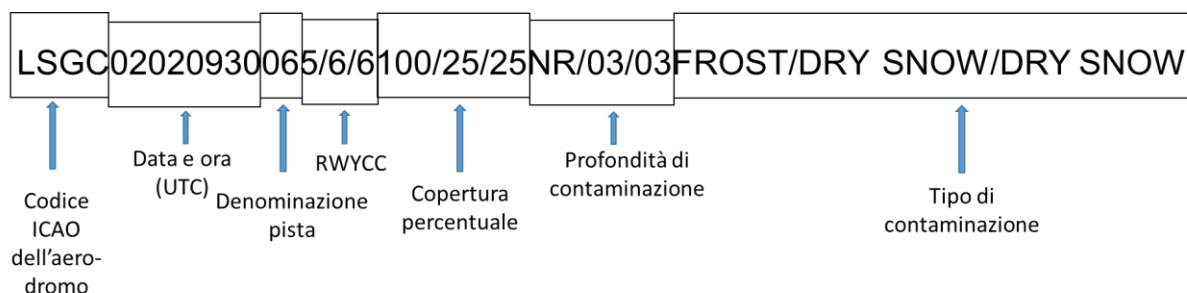 LSGC02020930065/6/6100/25/25NR/03/03FROST/DRY SNOW/DRY SNOW
Codice
ICAO
dell'aero-
dromo
Data e ora
(UTC)
Denominazione
pista
RWYCC
Copertura
percentuale
Profondità di
contaminazione
Tipo di
contaminazione